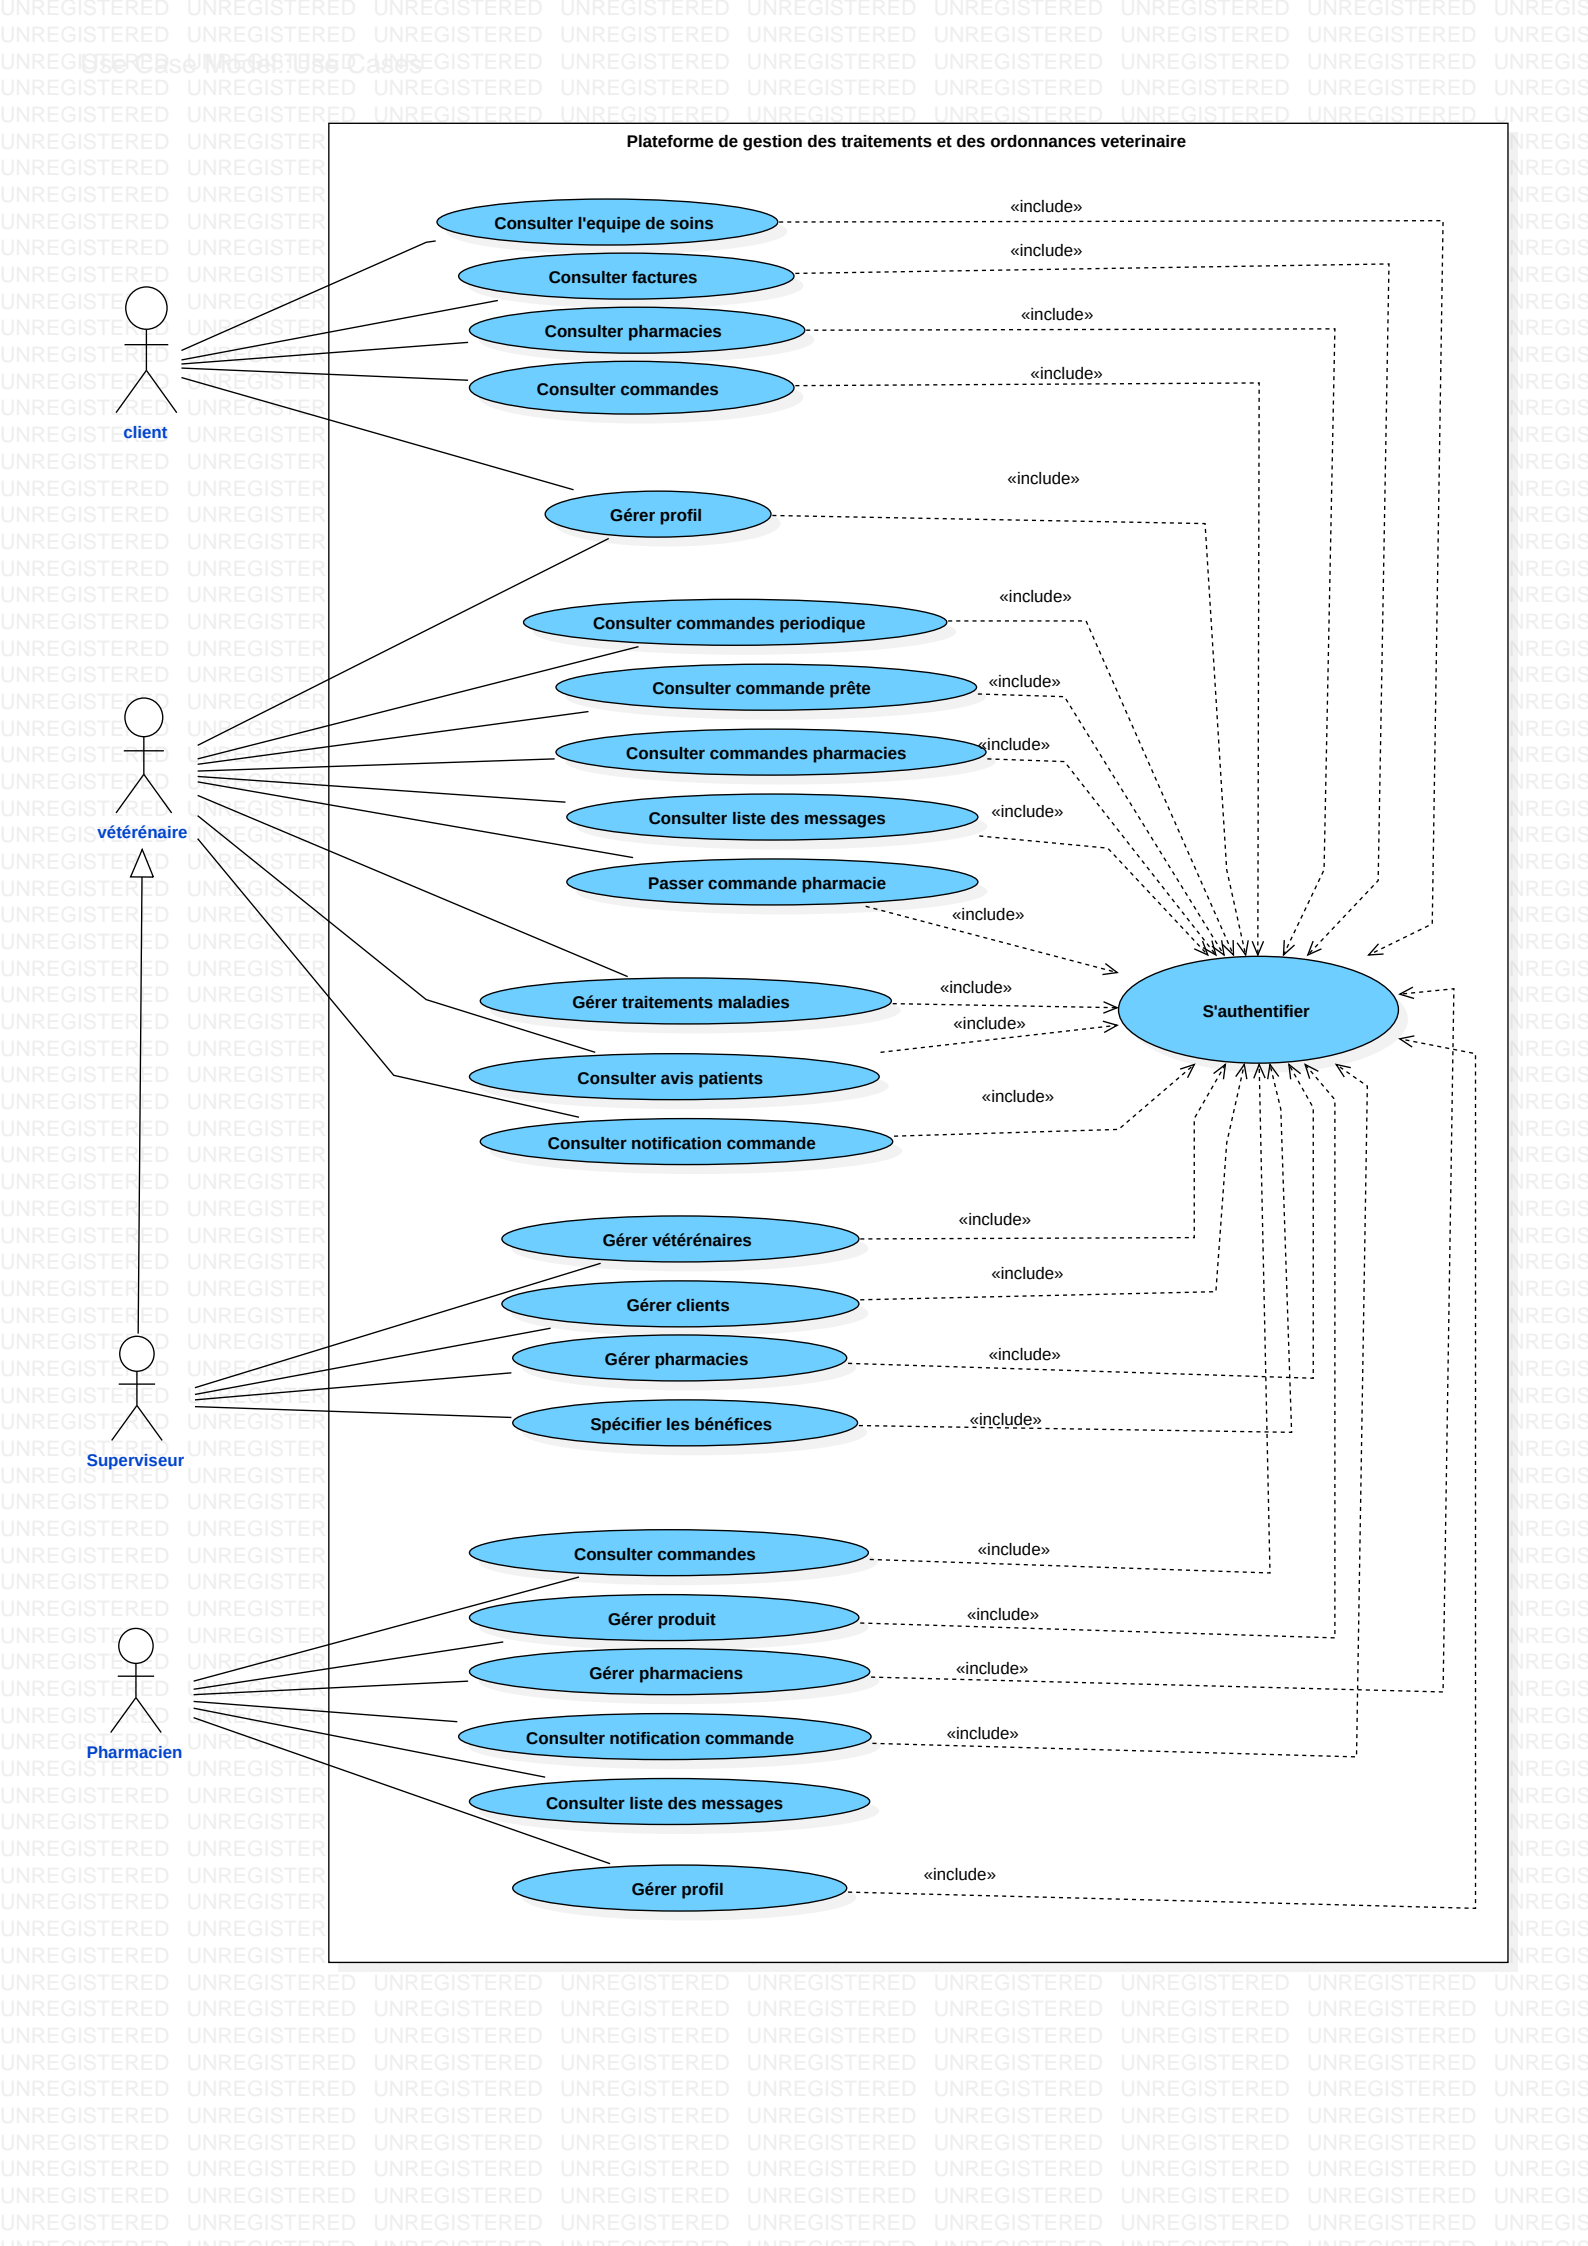 Use Case Model::Use Cases
Plateforme de gestion des traitements et des ordonnances veterinaire
Consulter l'equipe de soins
«include»
Consulter factures
«include»
Consulter pharmacies
«include»
Consulter commandes
«include»
client
Gérer profil
«include»
Consulter commandes periodique
«include»
Consulter commande prête
«include»
Consulter commandes pharmacies
«include»
Consulter liste des messages
«include»
vétérénaire
Passer commande pharmacie
«include»
Gérer traitements maladies
«include»
S'authentifier
«include»
Consulter avis patients
«include»
Consulter notification commande
Gérer vétérénaires
«include»
Gérer clients
«include»
Gérer pharmacies
«include»
Spécifier les bénéfices
«include»
Superviseur
Consulter commandes
«include»
Gérer produit
«include»
Gérer pharmaciens
«include»
Consulter notification commande
«include»
Pharmacien
Consulter liste des messages
Gérer profil
«include»
UNREGISTERED